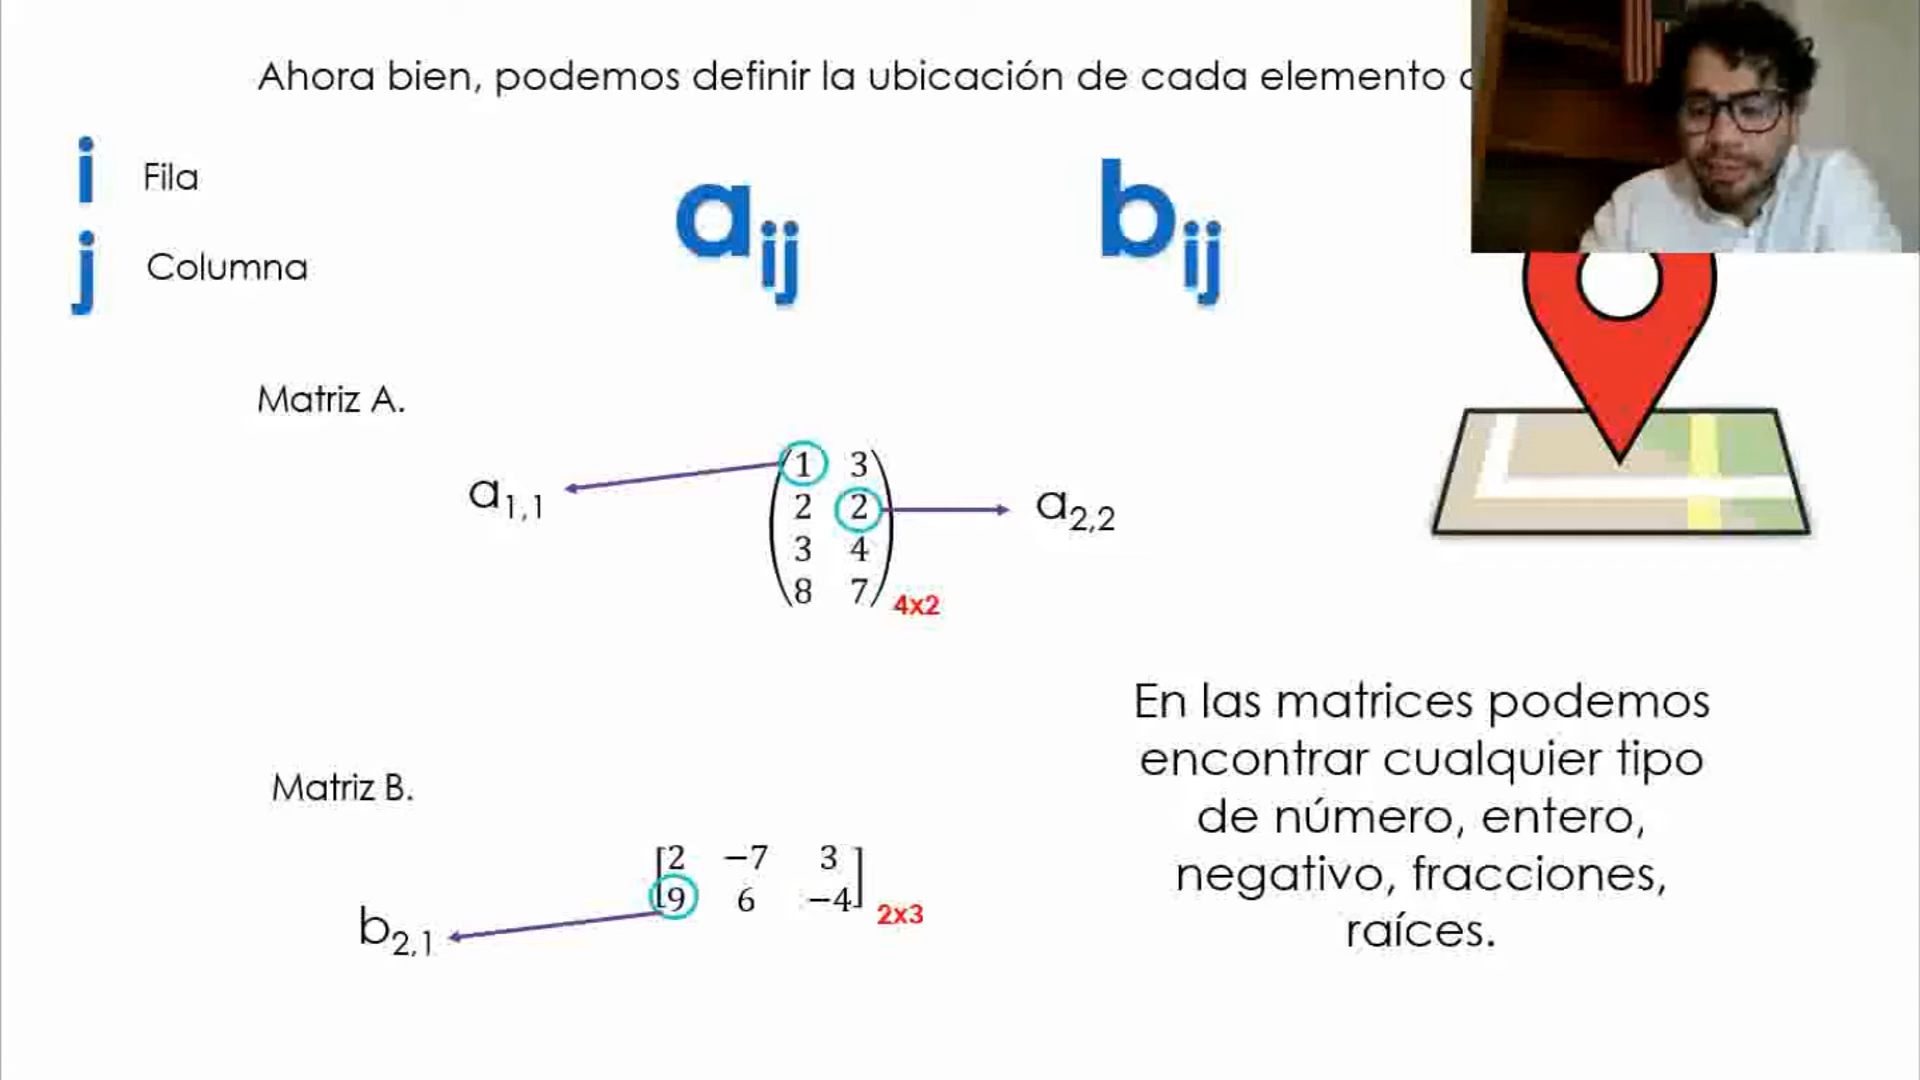 Ahora bien, podemos definir la ubicación de cada elemento
i Fila
j Columna
a ij
b ij
Matriz A.
a1,1
1 3
2 2
3 4
8 7
4x2
a2,2
En las matrices podemos
encontrar cualquier tipo
de número, entero,
negativo, fracciones,
raíces.
Matriz B.
2 −7 3
9 6 −4
2x3
b2,1